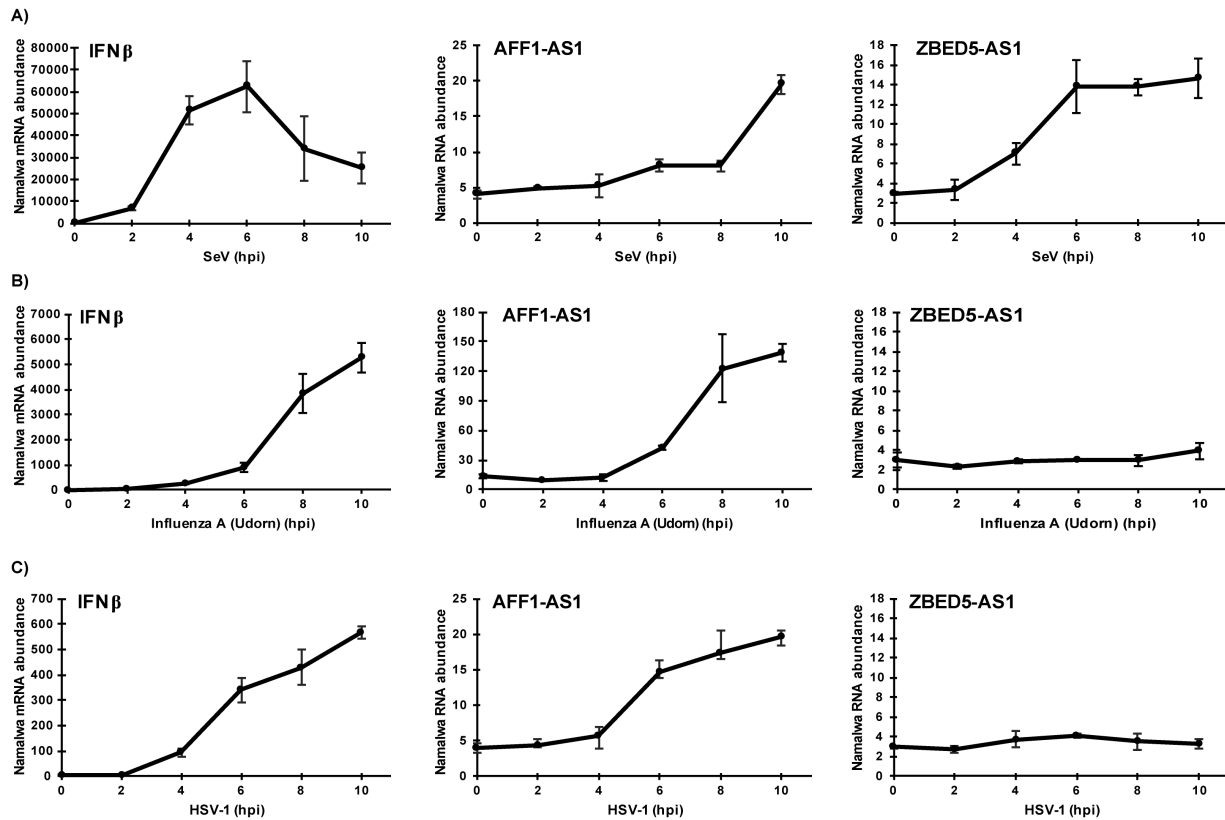 A)
IFNβ
Namalwa mRNA abundance
80000
70000
60000
50000
40000
30000
20000
10000
0
0 2 4 6 8 10
SeV (hpi)
AFF1-AS1
Namalwa RNA abundance
25
20
15
10
5
0
0 2 4 6 8 10
SeV (hpi)
ZBED5-AS1
Namalwa RNA abundance
18
16
14
12
10
8
6
4
2
0
0 2 4 6 8 10
SeV (hpi)
B)
IFNβ
Namalwa mRNA abundance
7000
6000
5000
4000
3000
2000
1000
0
0 2 4 6 8 10
Influenza A (Udorn) (hpi)
AFF1-AS1
Namalwa RNA abundance
180
150
120
90
60
30
0
0 2 4 6 8 10
Influenza A (Udorn) (hpi)
ZBED5-AS1
Namalwa RNA abundance
18
16
14
12
10
8
6
4
2
0
0 2 4 6 8 10
Influenza A (Udorn) (hpi)
C)
IFNβ
Namalwa mRNA abundance
700
600
500
400
300
200
100
0
0 2 4 6 8 10
HSV-1 (hpi)
AFF1-AS1
Namalwa RNA abundance
25
20
15
10
5
0
0 2 4 6 8 10
HSV-1 (hpi)
ZBED5-AS1
Namalwa RNA abundance
18
16
14
12
10
8
6
4
2
0
0 2 4 6 8 10
HSV-1 (hpi)